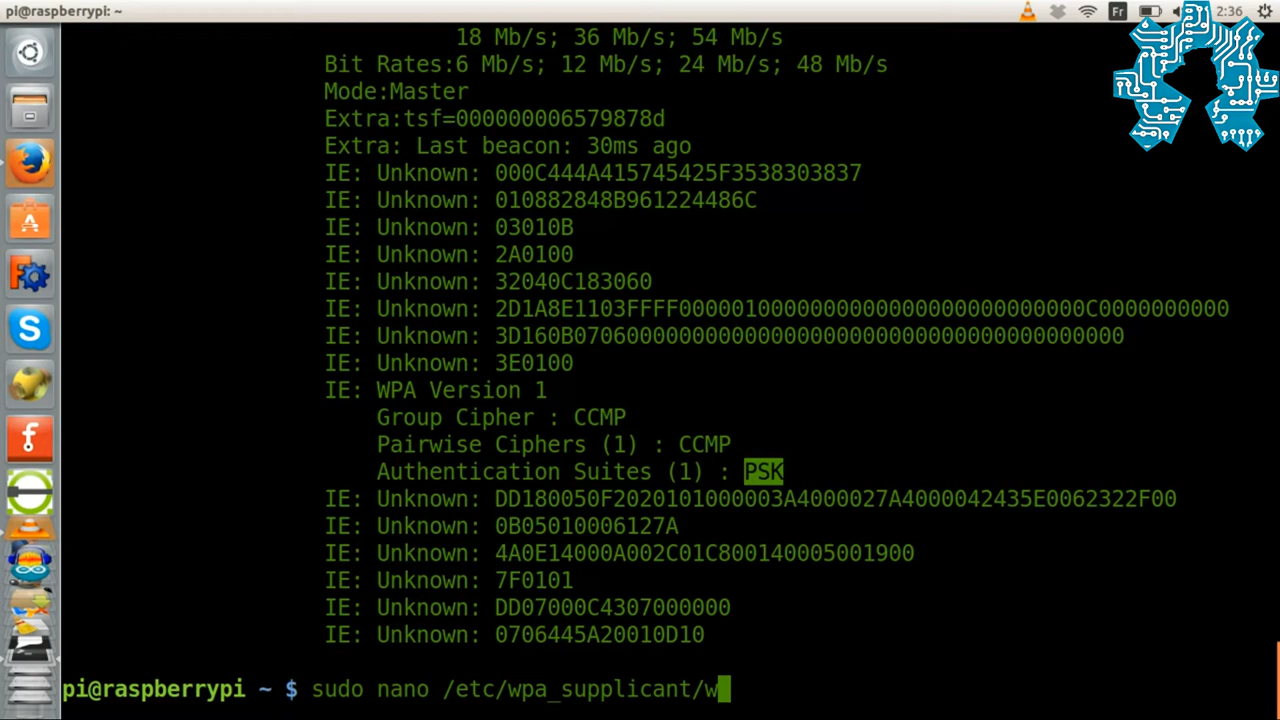 pi@raspberrypi: ~
Fr
2:36
18 Mb/s; 36 Mb/s; 54 Mb/s
Bit Rates:6 Mb/s; 12 Mb/s; 24 Mb/s; 48 Mb/s
Mode:Master
Extra:tsf=000000006579878d
Extra: Last beacon: 30ms ago
IE: Unknown: 000C444A415745425F3538303837
IE: Unknown: 010882848B961224486C
IE: Unknown: 03010B
IE: Unknown: 2A0100
IE: Unknown: 32040C183060
IE: Unknown: 2D1A8E1103FFFF00000100000000000000000000000000C0000000000
IE: Unknown: 3D160B070600000000000000000000000000000000000000
IE: Unknown: 3E0100
IE: WPA Version 1
Group Cipher : CCMP
Pairwise Ciphers (1) : CCMP
Authentication Suites (1) : PSK
IE: Unknown: DD180050F2020101000003A4000027A4000042435E0062322F00
IE: Unknown: 0B05010006127A
IE: Unknown: 4A0E14000A002C01C800140005001900
IE: Unknown: 7F0101
IE: Unknown: DD07000C4307000000
IE: Unknown: 0706445A20010D10
pi@raspberrypi ~ $ sudo nano /etc/wpa_supplicant/w